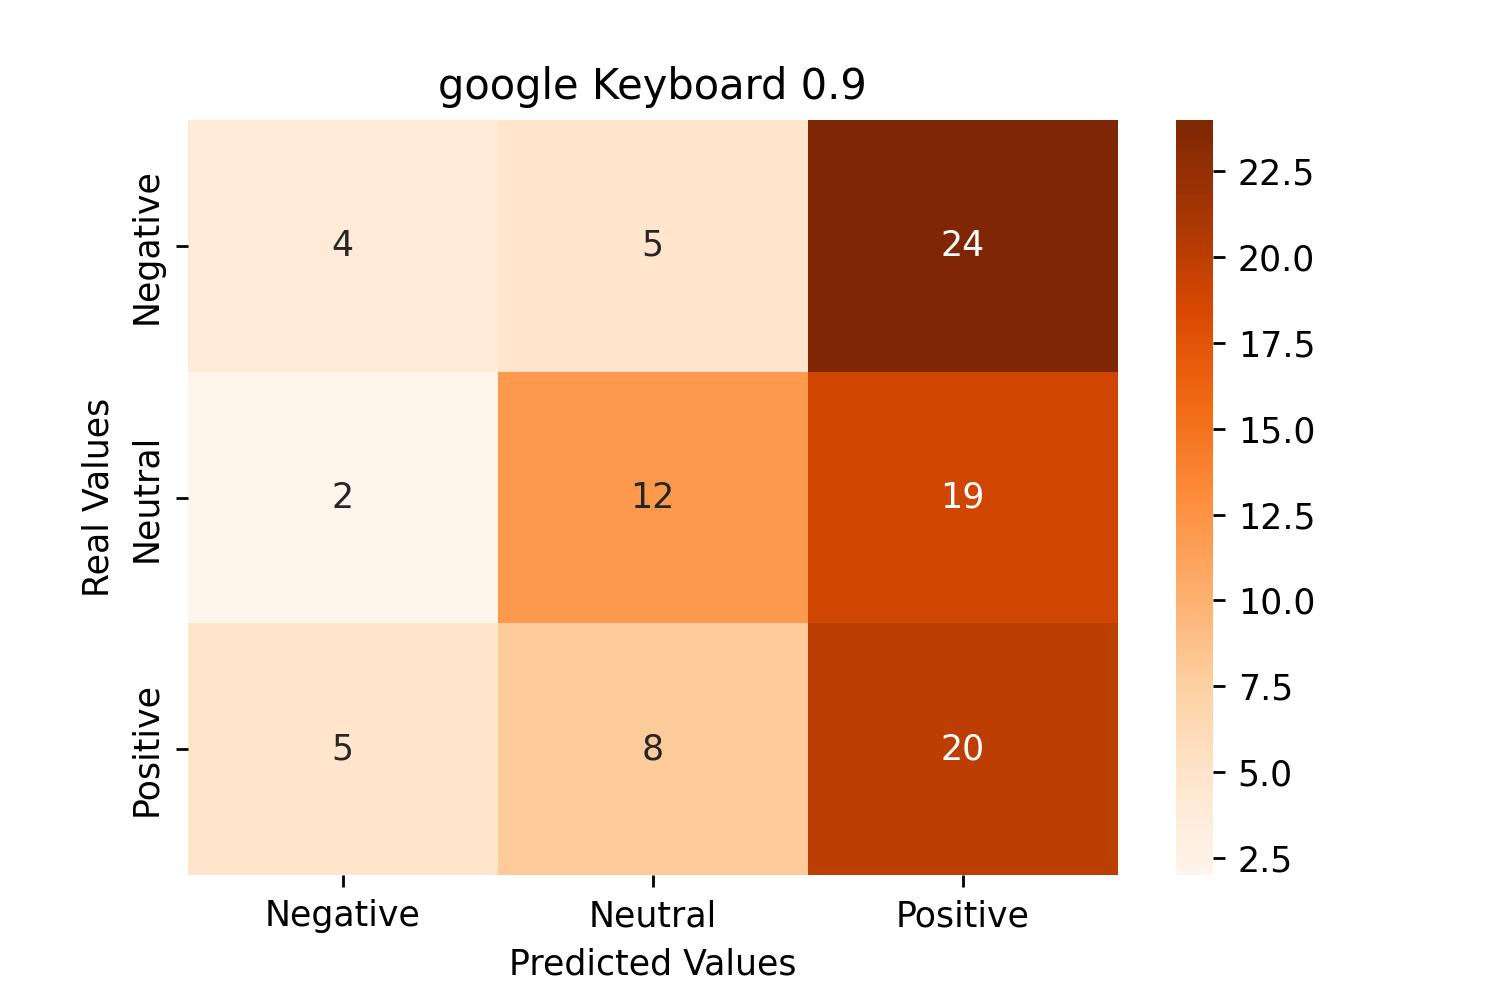 google Keyboard 0.9
Real Values
Negative
4 5 24
Neutral
2 12 19
Positive
5 8 20
Negative Neutral Positive
Predicted Values
22.5
20.0
17.5
15.0
12.5
10.0
7.5
5.0
2.5